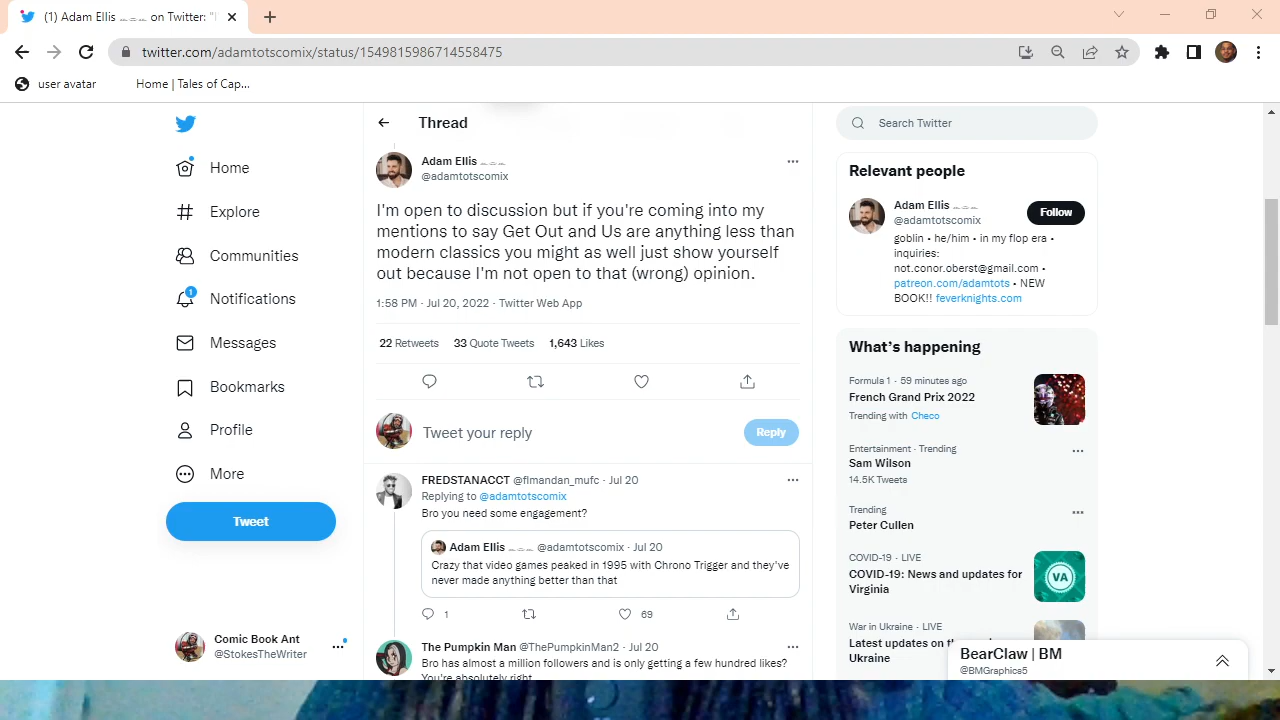 (1) Adam Ellis on Twitter: "
twitter.com/adamtotscomix/status/1549815986714558475
user avatar
Home | Tales of Cap...
Home
Explore
Communities
1
Notifications
Messages
Bookmarks
Profile
More
Tweet
Comic Book Ant
@StokesTheWriter
Thread
Adam Ellis
@adamtotscomix
I'm open to discussion but if you're coming into my
mentions to say Get Out and Us are anything less than
modern classics you might as well just show yourself
out because I'm not open to that (wrong) opinion.
1:58 PM · Jul 20, 2022 · Twitter Web App
22 Retweets 33 Quote Tweets 1,643 Likes
Tweet your reply
Reply
FREDSTANACCT @flmandan_mufc · Jul 20
Replying to @adamtotscomix
Bro you need some engagement?
Adam Ellis @adamtotscomix · Jul 20
Crazy that video games peaked in 1995 with Chrono Trigger and they've
never made anything better than that
1 69
The Pumpkin Man @ThePumpkinMan2 · Jul 20
Bro has almost a million followers and is only getting a few hundred likes?
You're absolutely right
Search Twitter
Relevant people
Adam Ellis
@adamtotscomix
Follow
goblin • he/him • in my flop era •
inquiries:
not.conor.oberst@gmail.com •
patreon.com/adamtots • NEW
BOOK!! feverknights.com
What's happening
Formula 1 · 59 minutes ago
French Grand Prix 2022
Trending with Checo
Entertainment · Trending
Sam Wilson
14.5K Tweets
Trending
Peter Cullen
COVID-19 · LIVE
COVID-19: News and updates for
Virginia
VA
War in Ukraine · LIVE
Latest updates on
Ukraine
BearClaw | BM
@BMGraphics5